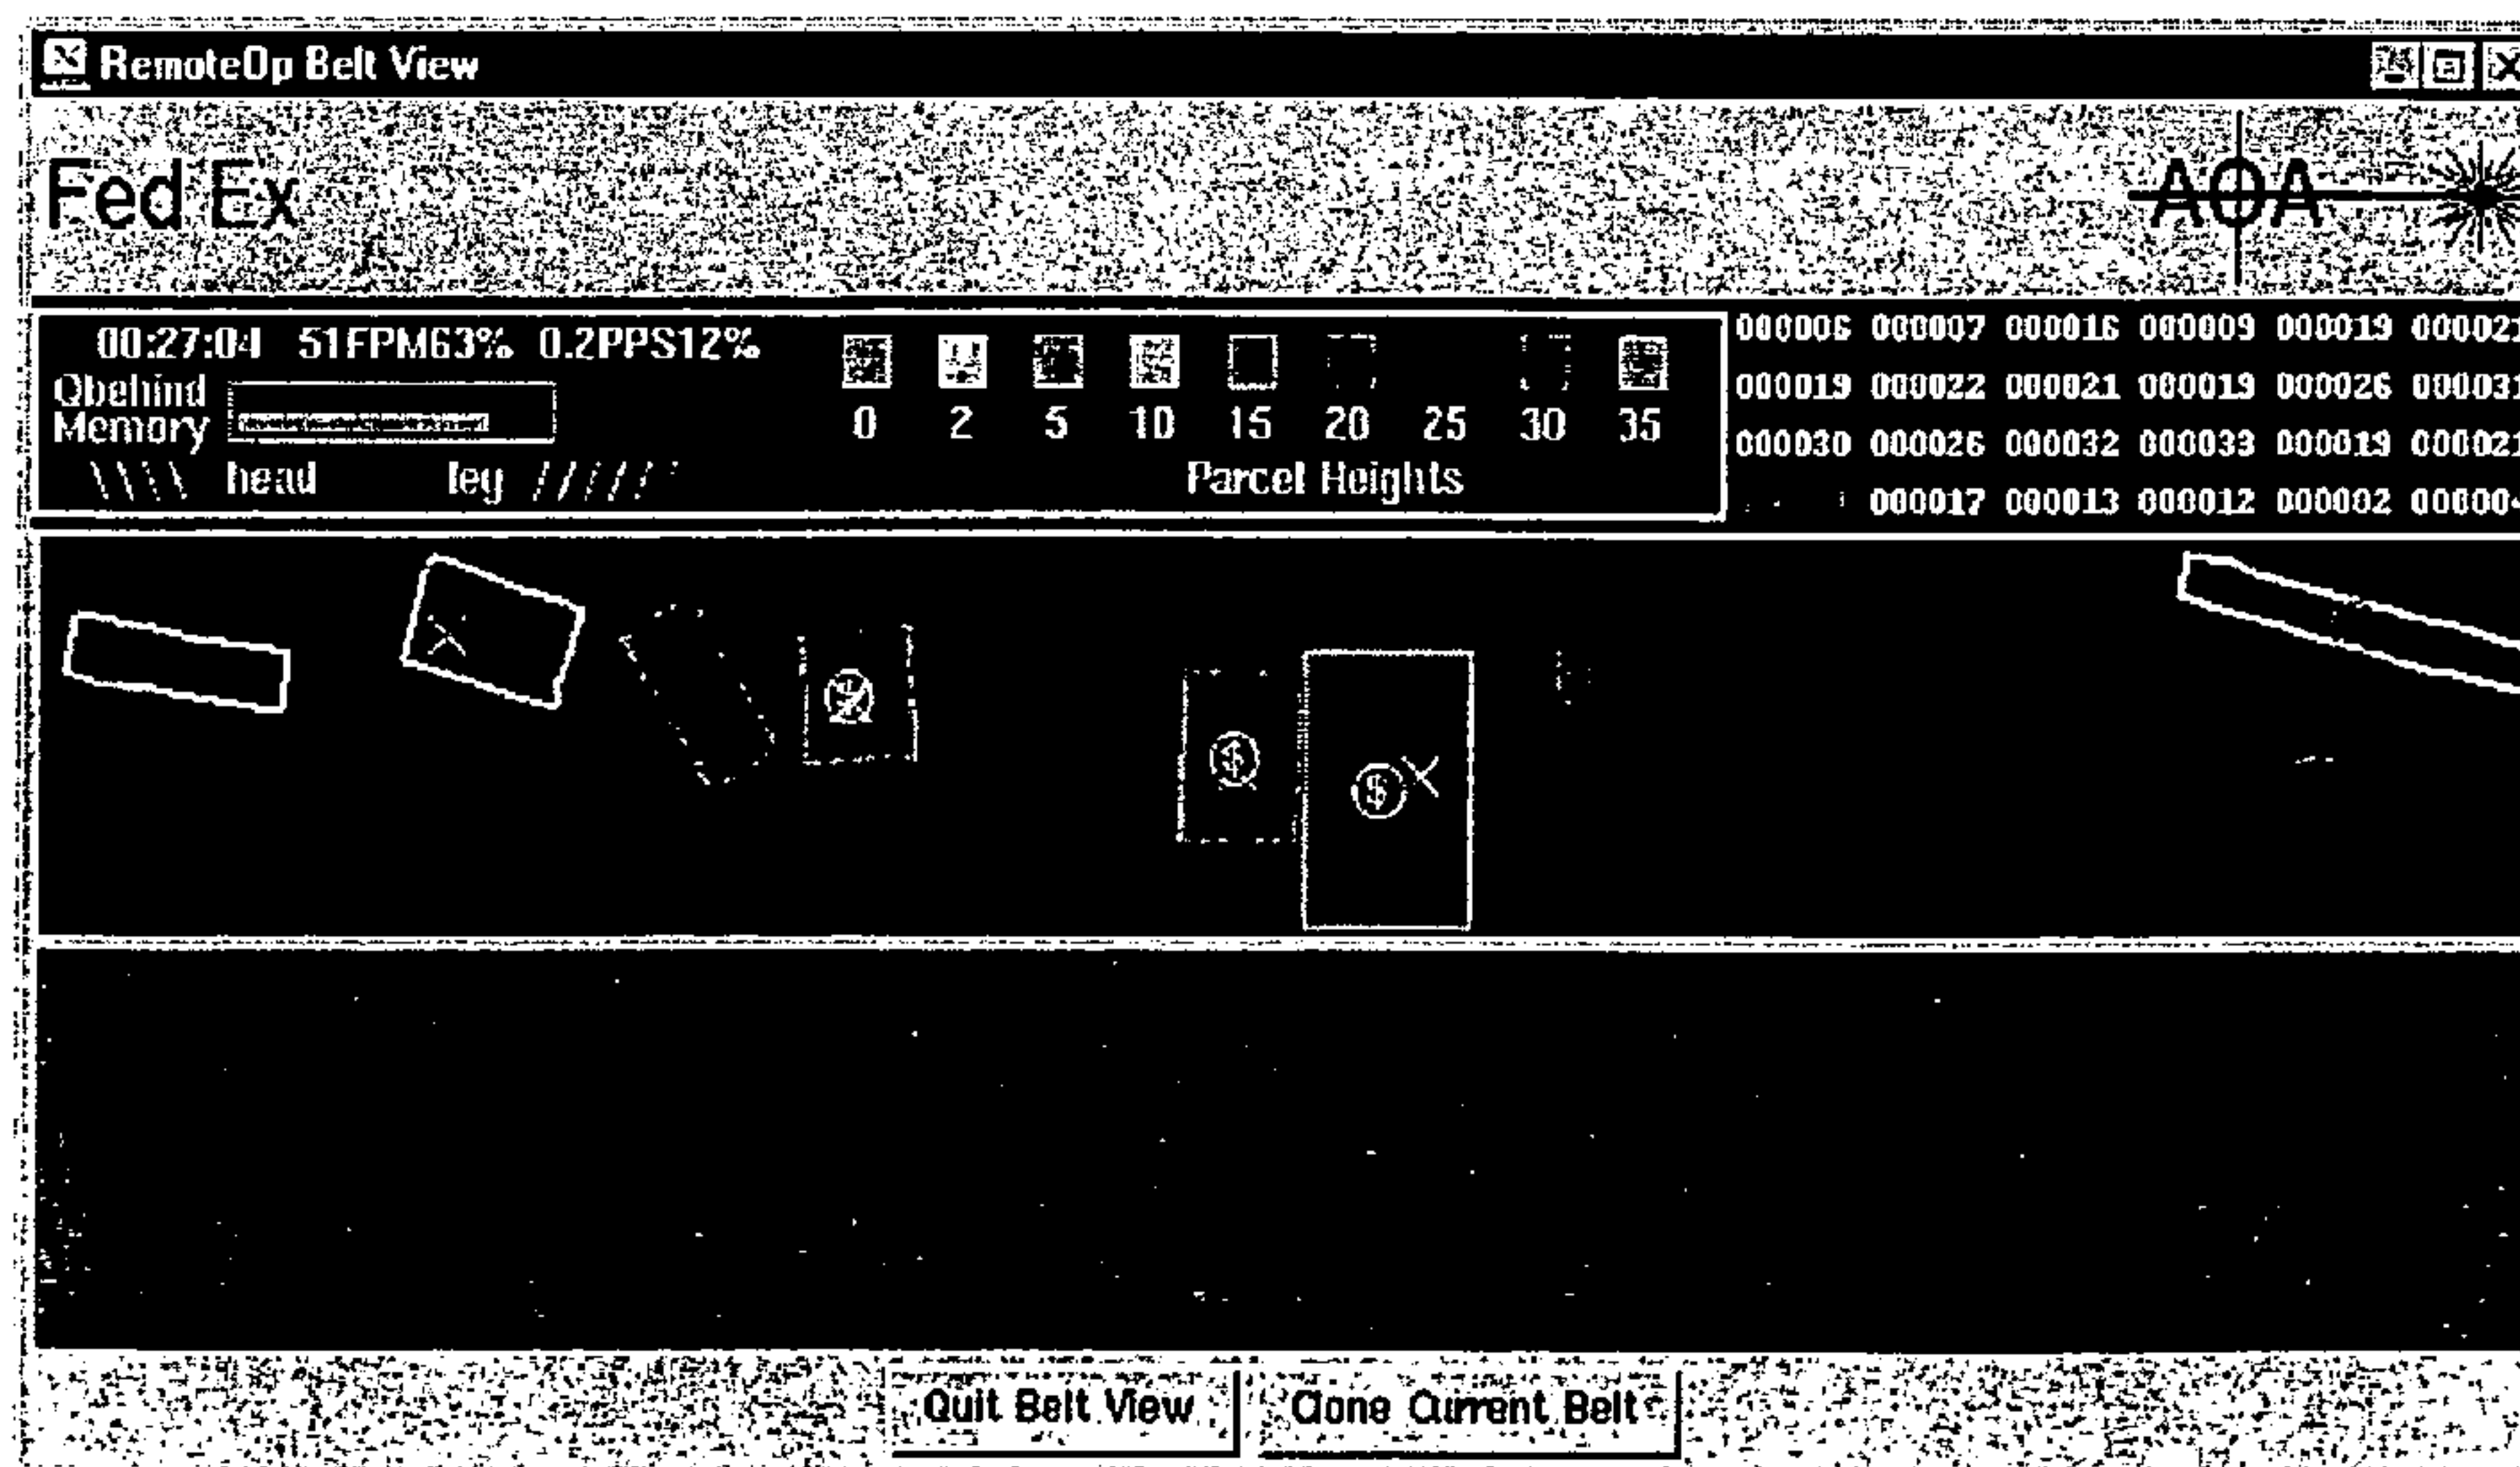 RemoteOp Belt View
Fed Ex
AOA
00:27:04 51FPM63% 0.2PPS12%
Qbehind
Memory
head leg
0 2 5 10 15 20 25 30 35
Parcel Heights
000006 000007 000016 000009 000019
000019 000022 000021 000019 000026
000030 000026 000032 000033 000019
000017 000013 000012 000002
$
$
Quit Belt View
Clone Current Belt